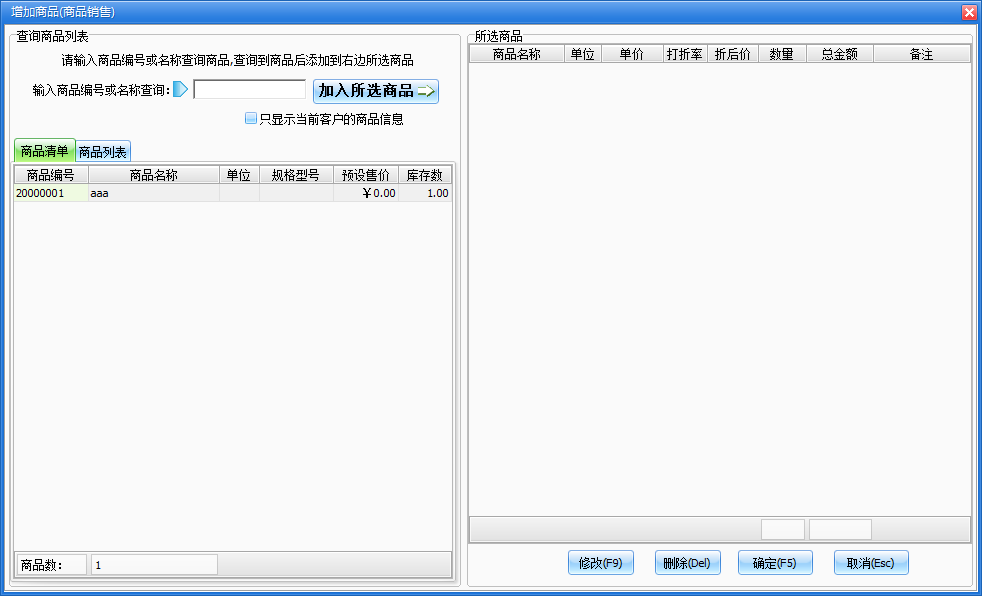 增加商品(商品销售)
查询商品列表
请输入商品编号或名称查询商品,查询到商品后添加到右边所选商品
输入商品编号或名称查询:
加入所选商品
只显示当前客户的商品信息
商品清单 商品列表
商品编号 商品名称 单位 规格型号 预设售价 库存数
20000001 aaa ￥0.00 1.00
商品数: 1
所选商品
商品名称 单位 单价 打折率 折后价 数量 总金额 备注
修改(F9) 删除(Del) 确定(F5) 取消(Esc)